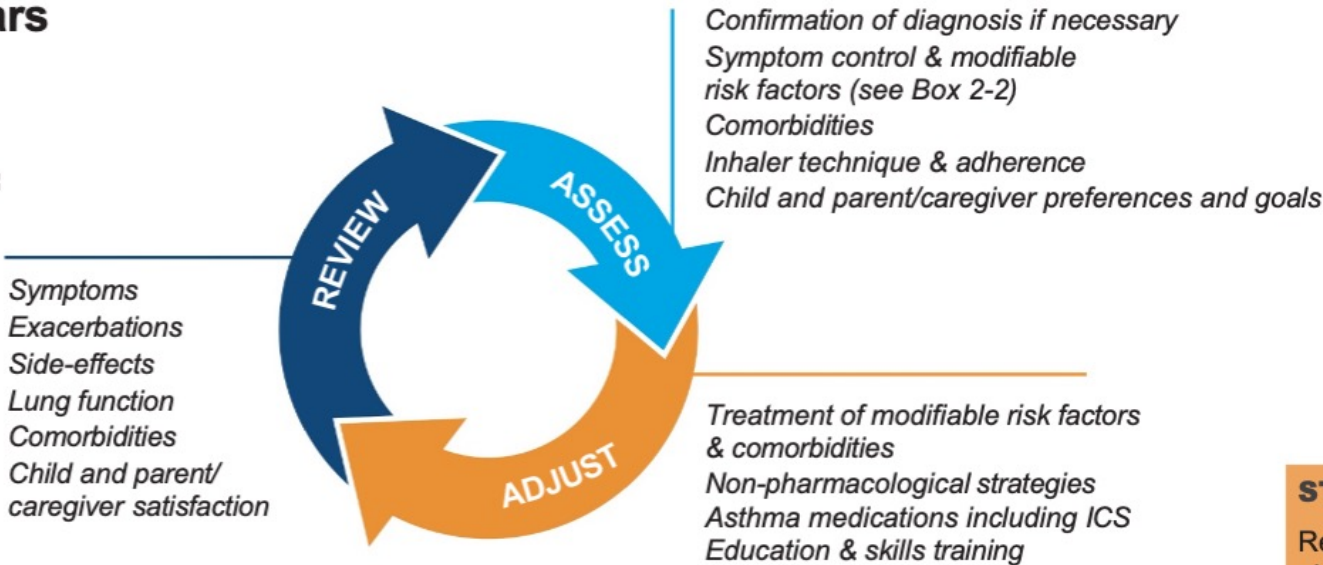 ars
Confirmation of diagnosis if necessary
Symptom control & modifiable
risk factors (see Box 2-2)
Comorbidities
Inhaler technique & adherence
Child and parent/caregiver preferences and goals
REVIEW
ASSESS
ADJUST
Symptoms
Exacerbations
Side-effects
Lung function
Comorbidities
Child and parent/
caregiver satisfaction
Treatment of modifiable risk factors
& comorbidities
Non-pharmacological strategies
Asthma medications including ICS
Education & skills training